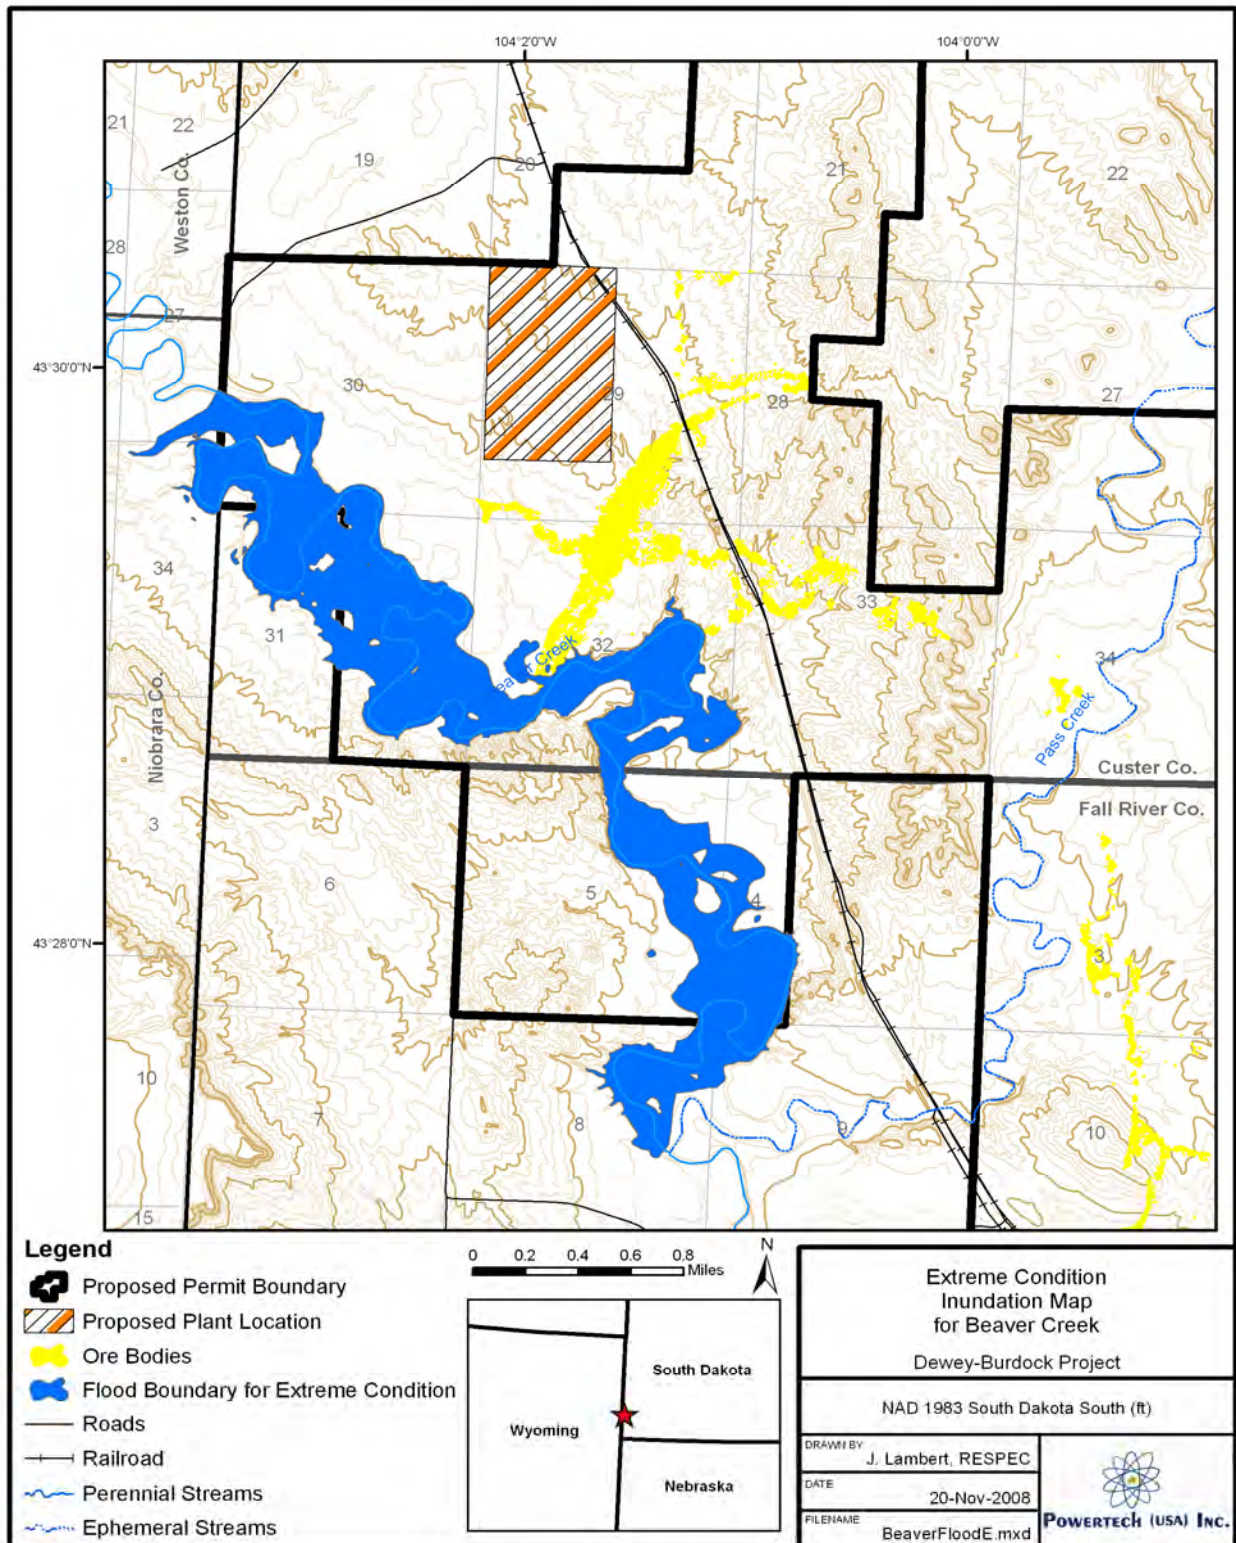 104°2'0"W
104°0'0"W
21
22
Weston Co.
19
20
21
22
28
27
43°30'0"N
30
29
28
27
34
31
32
33
34
Beaver Creek
Pass Creek
Niobrara Co.
Custer Co.
Fall River Co.
3
6
5
4
3
43°28'0"N
10
7
8
9
10
15
Legend
Proposed Permit Boundary
Proposed Plant Location
Ore Bodies
Flood Boundary for Extreme Condition
Roads
Railroad
Perennial Streams
Ephemeral Streams
0 0.2 0.4 0.6 0.8
Miles
N
South Dakota
Wyoming
Nebraska
Extreme Condition
Inundation Map
for Beaver Creek
Dewey-Burdock Project
NAD 1983 South Dakota South (ft)
DRAWN BY
J. Lambert, RESPEC
DATE
20-Nov-2008
FILENAME
BeaverFloodE.mxd
POWERTECH (USA) INC.